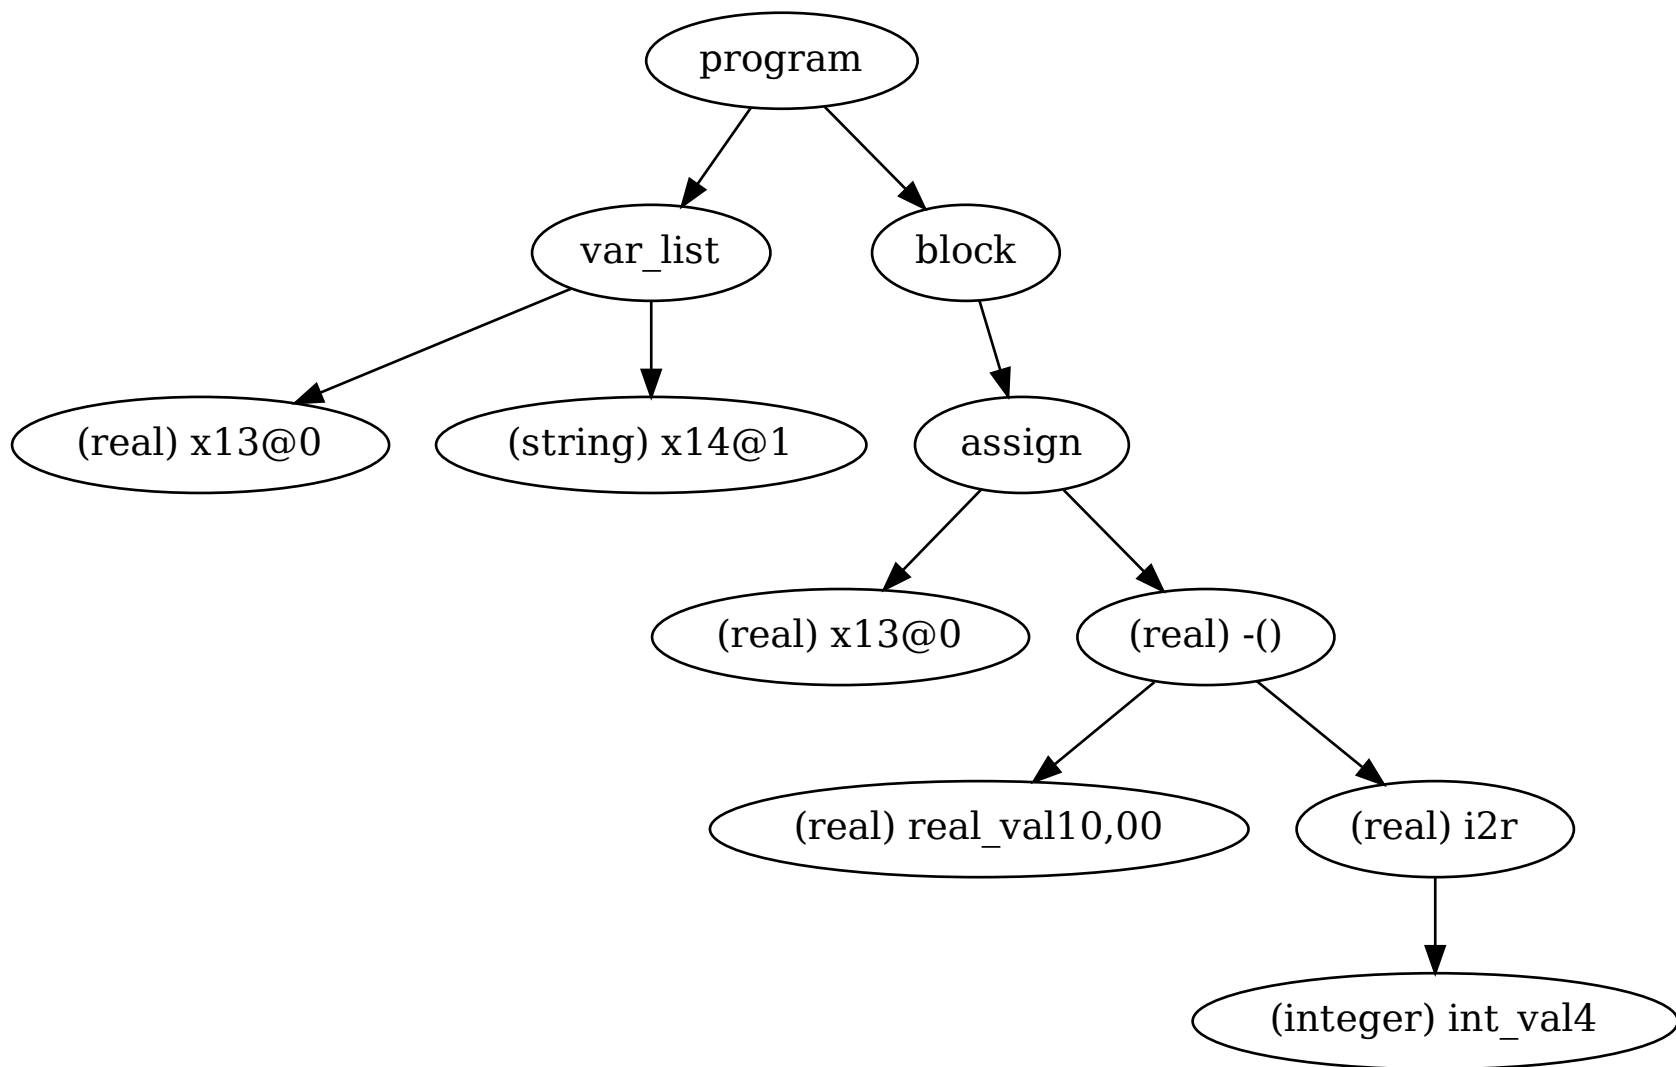 program
var_list
block
(real) x13@0
(string) x14@1
assign
(real) x13@0
(real) -()
(real) real_val10,00
(real) i2r
(integer) int_val4